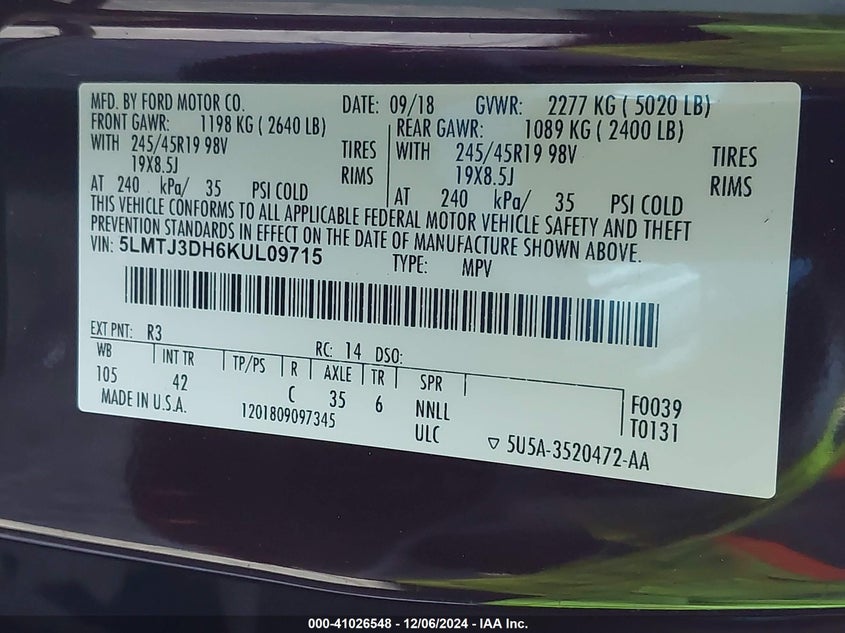 MFD. BY FORD MOTOR CO. DATE: 09/18 GVWR: 2277 KG ( 5020 LB)
FRONT GAWR: 1198 KG ( 2640 LB) REAR GAWR: 1089 KG ( 2400 LB)
WITH 245/45R19 98V TIRES WITH 245/45R19 98V TIRES
19X8.5J RIMS 19X8.5J RIMS
AT 240 kPa/ 35 PSI COLD AT 240 kPa/ 35 PSI COLD
THIS VEHICLE CONFORMS TO ALL APPLICABLE FEDERAL MOTOR VEHICLE SAFETY AND THEFT
PREVENTION STANDARDS IN EFFECT ON THE DATE OF MANUFACTURE SHOWN ABOVE.
VIN: 5LMTJ3DH6KUL09715 TYPE: MPV
EXT PNT: R3 RC: 14 DSO:
WB INT TR TP/PS R AXLE TR SPR
105 42 C 35 6 NNLL F0039
MADE IN U.S.A. 1201809097345 ULC T0131
5U5A-3520472-AA
000-41026548 - 12/06/2024 - IAA Inc.